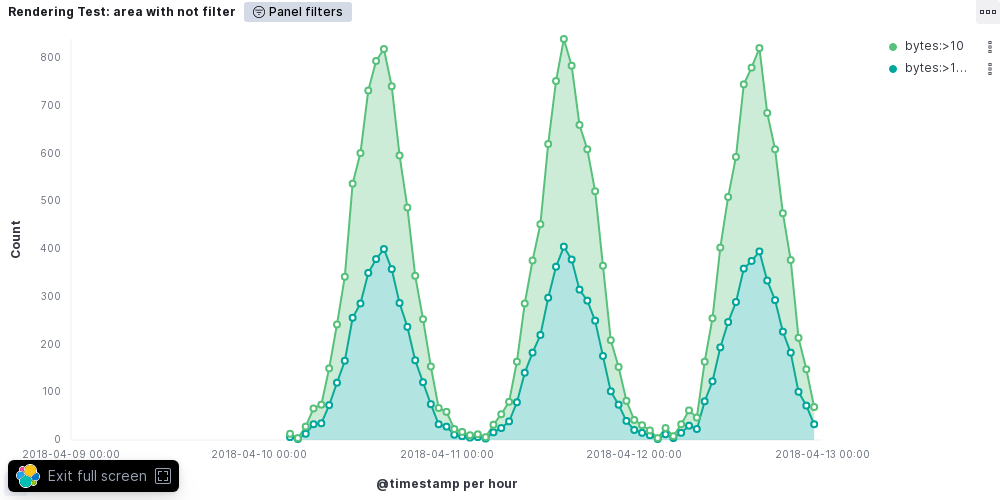 Rendering Test: area with not filter Panel filters
bytes:>10
bytes:>1...
800
700
600
500
400
300
200
100
0
Count
2018-04-09 00:00 2018-04-10 00:00 2018-04-11 00:00 2018-04-12 00:00 2018-04-13 00:00
@timestamp per hour
Exit full screen